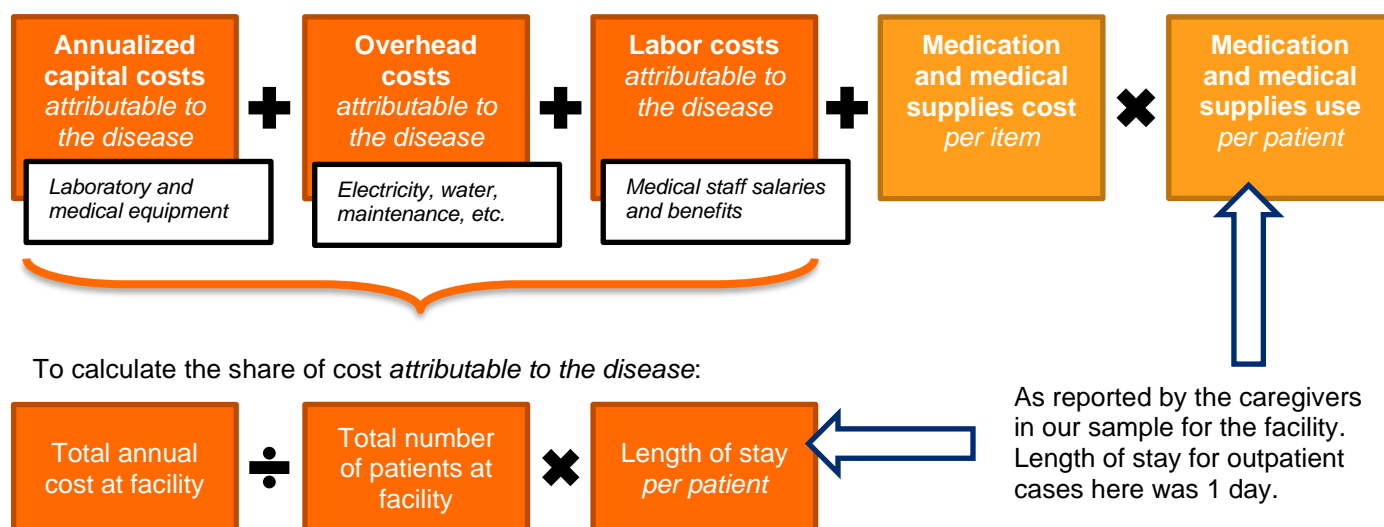 Annualized
capital costs
attributable to
the disease
Laboratory and
medical equipment
Overhead
costs
attributable to
the disease
Electricity, water,
maintenance, etc.
Labor costs
attributable to
the disease
Medical staff salaries
and benefits
Medication
and medical
supplies cost
per item
Medication
and medical
supplies use
per patient
To calculate the share of cost attributable to the disease:
Total annual
cost at facility
Total number
of patients at
facility
Length of stay
per patient
As reported by the caregivers
in our sample for the facility.
Length of stay for outpatient
cases here was 1 day.